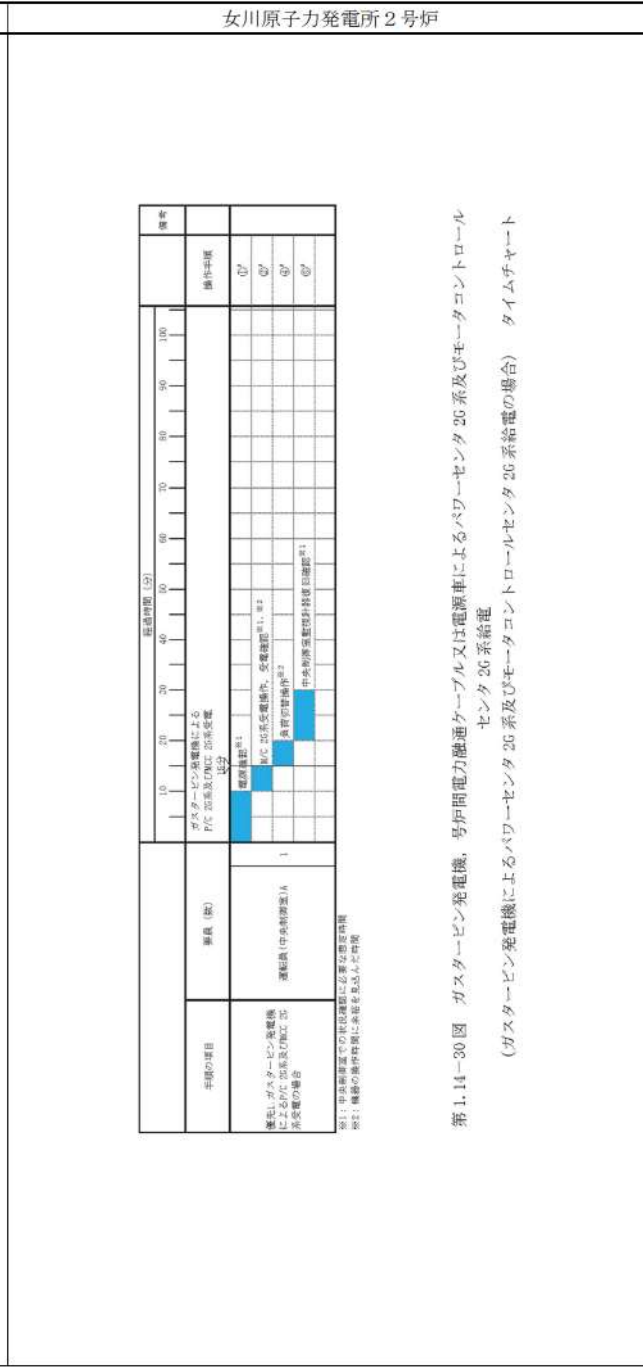 女川原子力発電所２号炉
経過時間（分）
備考
10 20 30 40 50 60 70 80 90 100
手順の項目
要員（数）
操作手順
ガスタービン発電機による
P/C 2G系及びMCC 2G系受電
15分
優先1.ガスタービン発電機
によるP/C 2G系及びMCC 2G
系受電の場合
運転員(中央制御室)A
1
電源確認※1
①ʼ
M/C 2G系受電操作，受電確認※1，※2
②ʼ
負荷切替操作※2
④ʼ
中央制御室監視計器復旧確認※1
※1：中央制御室での状況確認に必要な想定時間
※2：機器の操作時間に余裕を見込んだ時間
第 1.14－30 図　ガスタービン発電機，号炉間電力融通ケーブル又は電源車によるパワーセンタ 2G 系及びモータコントロール
センタ 2G 系給電
（ガスタービン発電機によるパワーセンタ 2G 系及びモータコントロールセンタ 2G 系給電の場合）　タイムチャート